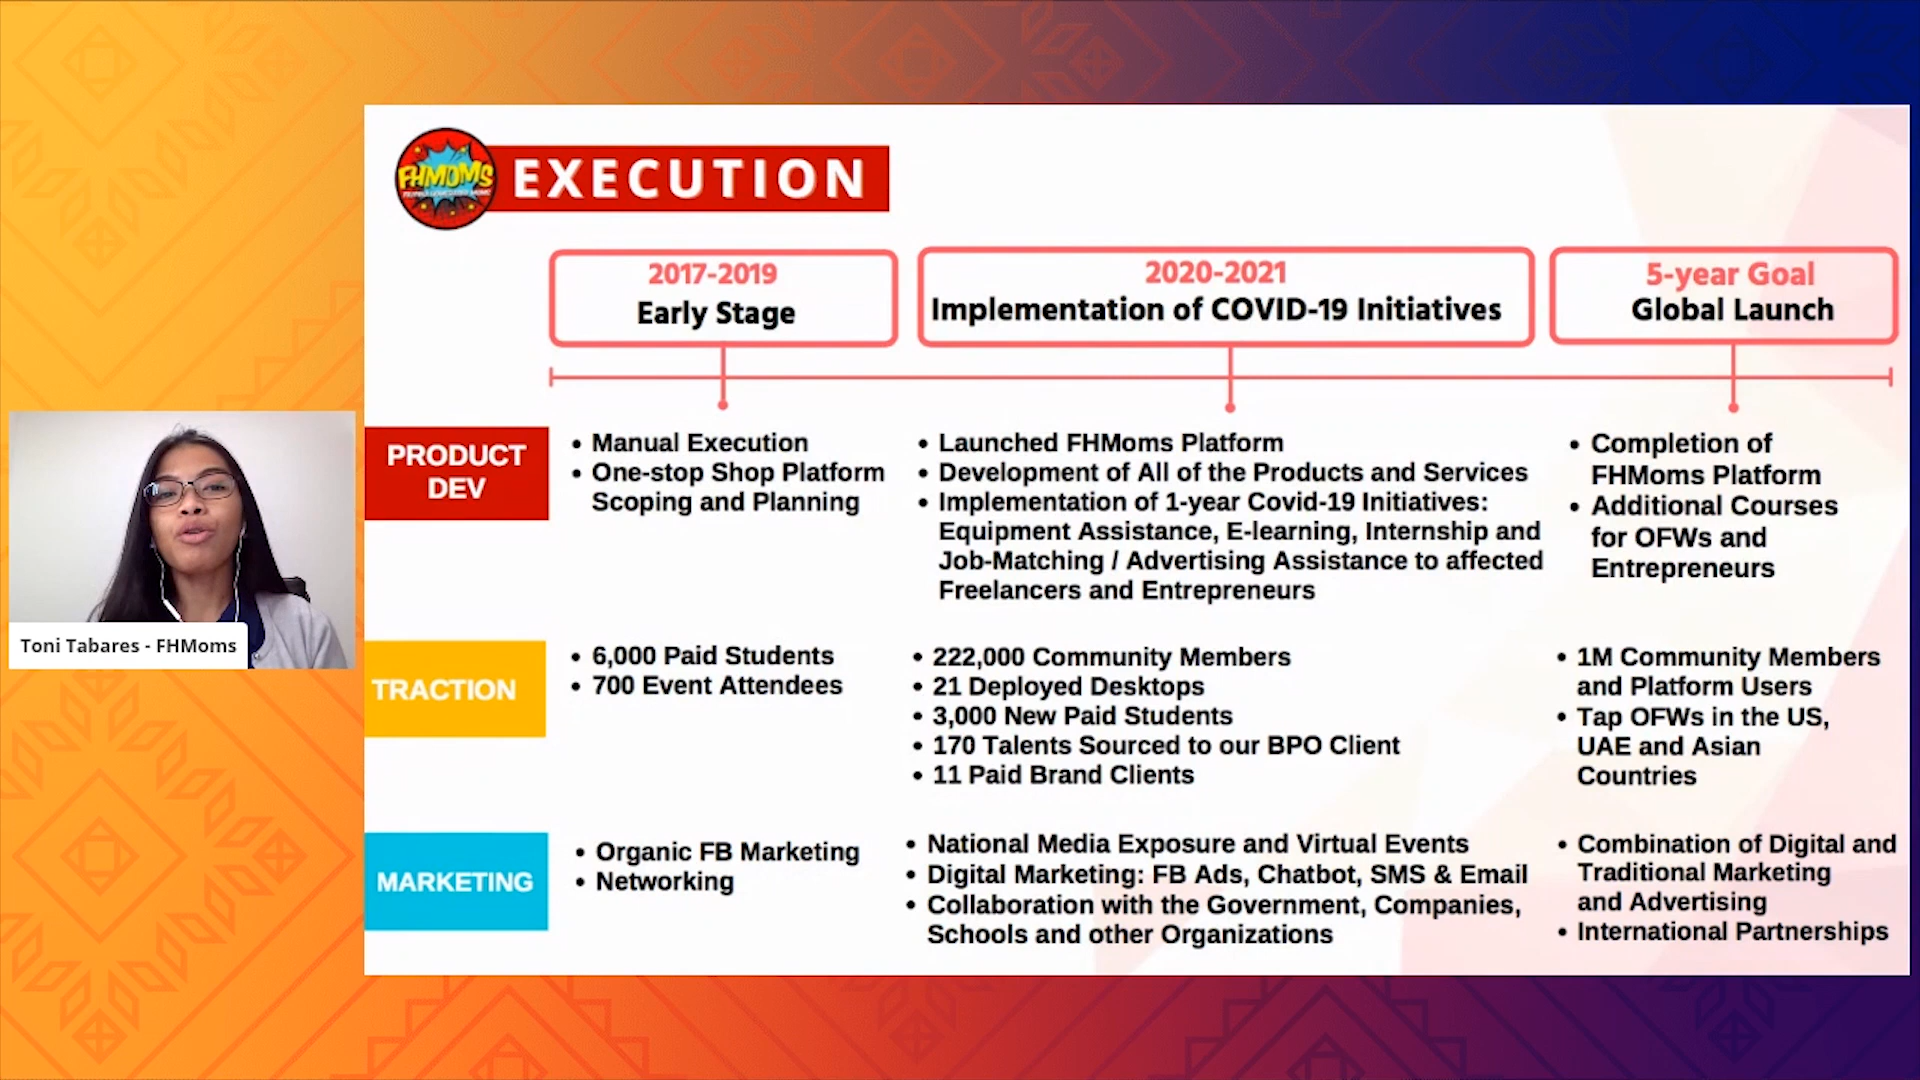 FHMOMS
EXECUTION
2017-2019
Early Stage
2020-2021
Implementation of COVID-19 Initiatives
5-year Goal
Global Launch
PRODUCT
DEV
• Manual Execution
• One-stop Shop Platform
Scoping and Planning
• Launched FHMoms Platform
• Development of All of the Products and Services
• Implementation of 1-year Covid-19 Initiatives:
Equipment Assistance, E-learning, Internship and
Job-Matching / Advertising Assistance to affected
Freelancers and Entrepreneurs
• Completion of
FHMoms Platform
• Additional Courses
for OFWs and
Entrepreneurs
Toni Tabares - FHMoms
TRACTION
• 6,000 Paid Students
• 700 Event Attendees
• 222,000 Community Members
• 21 Deployed Desktops
• 3,000 New Paid Students
• 170 Talents Sourced to our BPO Client
• 11 Paid Brand Clients
• 1M Community Members
and Platform Users
• Tap OFWs in the US,
UAE and Asian
Countries
MARKETING
• Organic FB Marketing
• Networking
• National Media Exposure and Virtual Events
• Digital Marketing: FB Ads, Chatbot, SMS & Email
• Collaboration with the Government, Companies,
Schools and other Organizations
• Combination of Digital and
Traditional Marketing
and Advertising
• International Partnerships